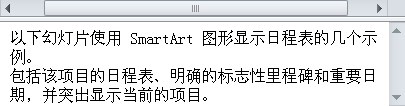 以下幻灯片使用 SmartArt 图形显示日程表的几个示
例。
包括该项目的日程表、明确的标志性里程碑和重要日
期，并突出显示当前的项目。